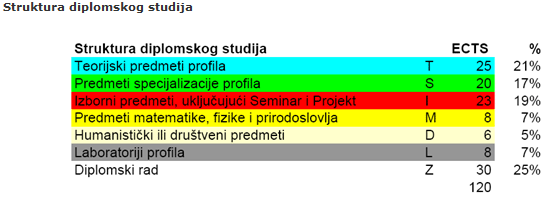 Struktura diplomskog studija
Struktura diplomskog studija ECTS %
Teorijski predmeti profila T 25 21%
Predmeti specijalizacije profila S 20 17%
Izborni predmeti, uključujući Seminar i Projekt I 23 19%
Predmeti matematike, fizike i prirodoslovlja M 8 7%
Humanistički ili društveni predmeti D 6 5%
Laboratoriji profila L 8 7%
Diplomski rad Z 30 25%
120